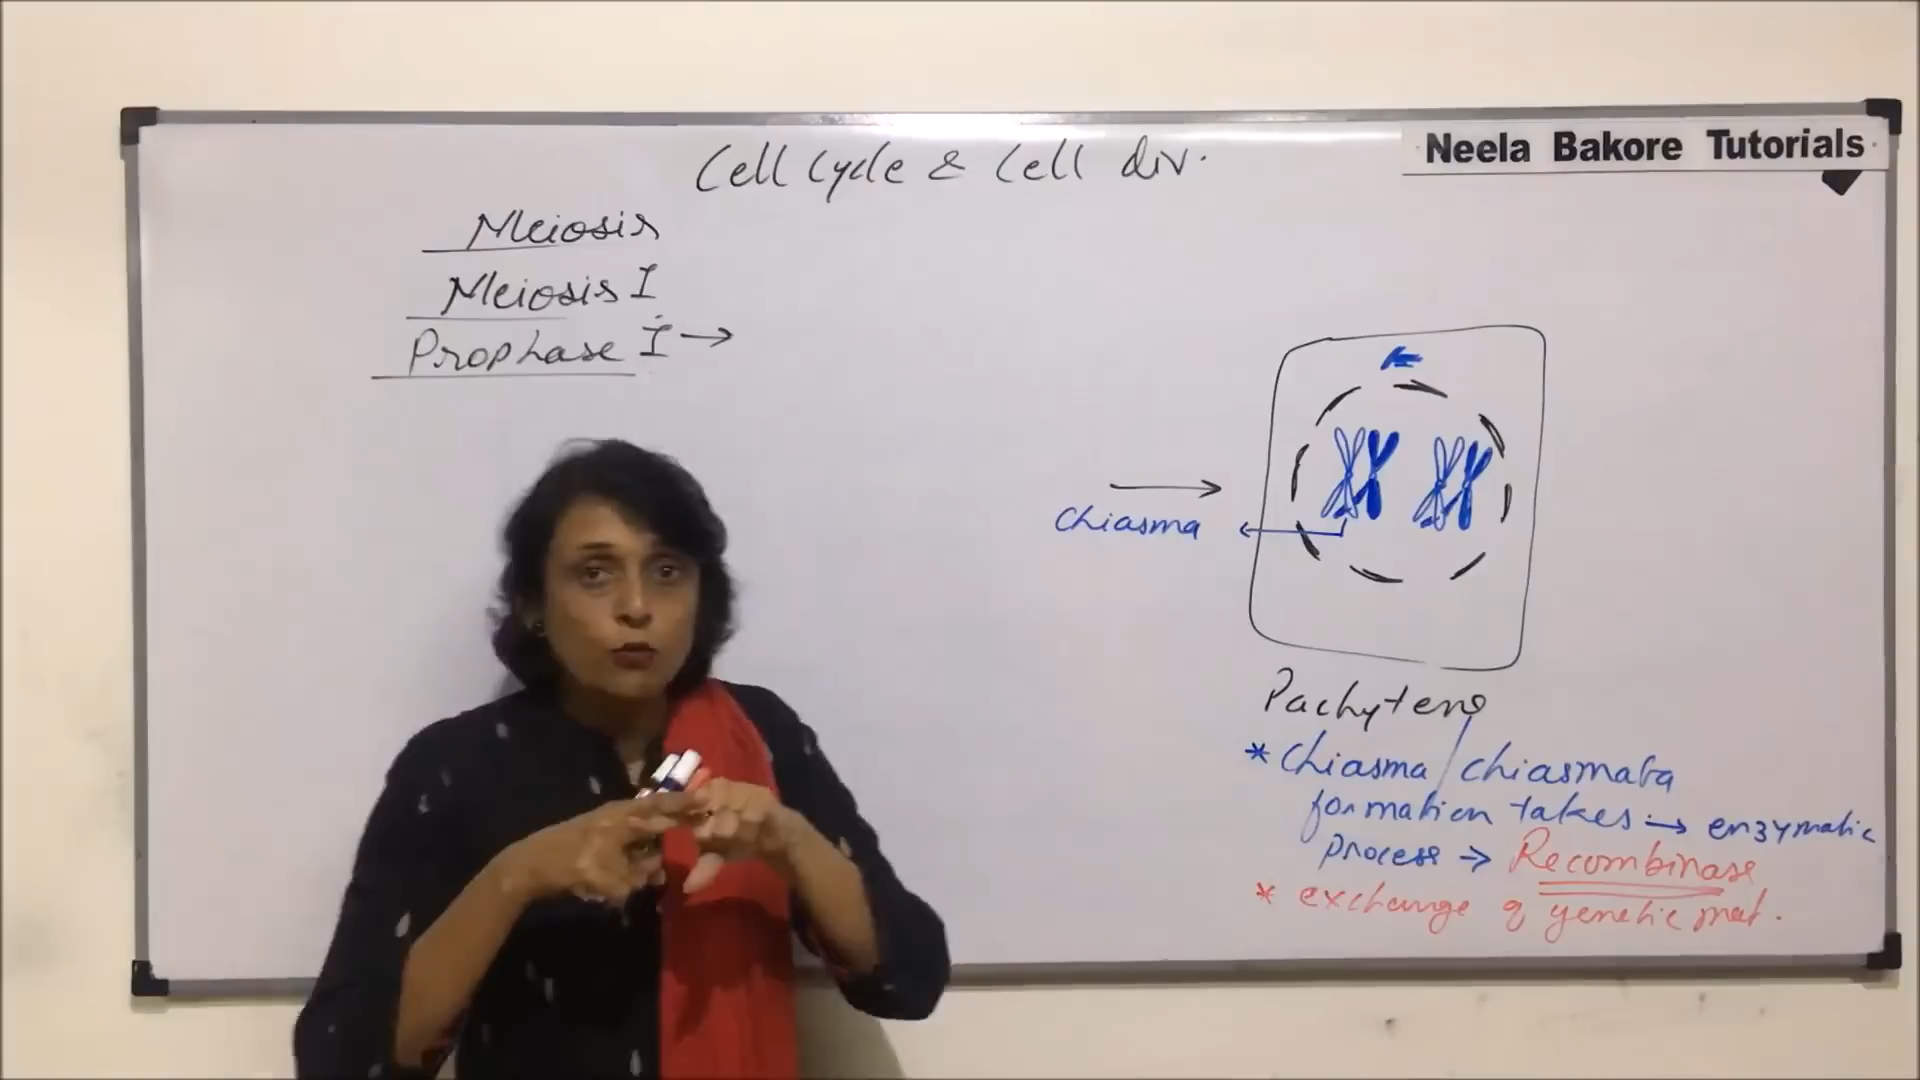 Cell Cycle & Cell div.
Neela Bakore Tutorials
Meiosis
Meiosis I
Prophase I →
Chiasma
Pachytene
* Chiasma / chiasmata
formation takes → enzymatic
process → Recombinase
* exchange of genetic mat.